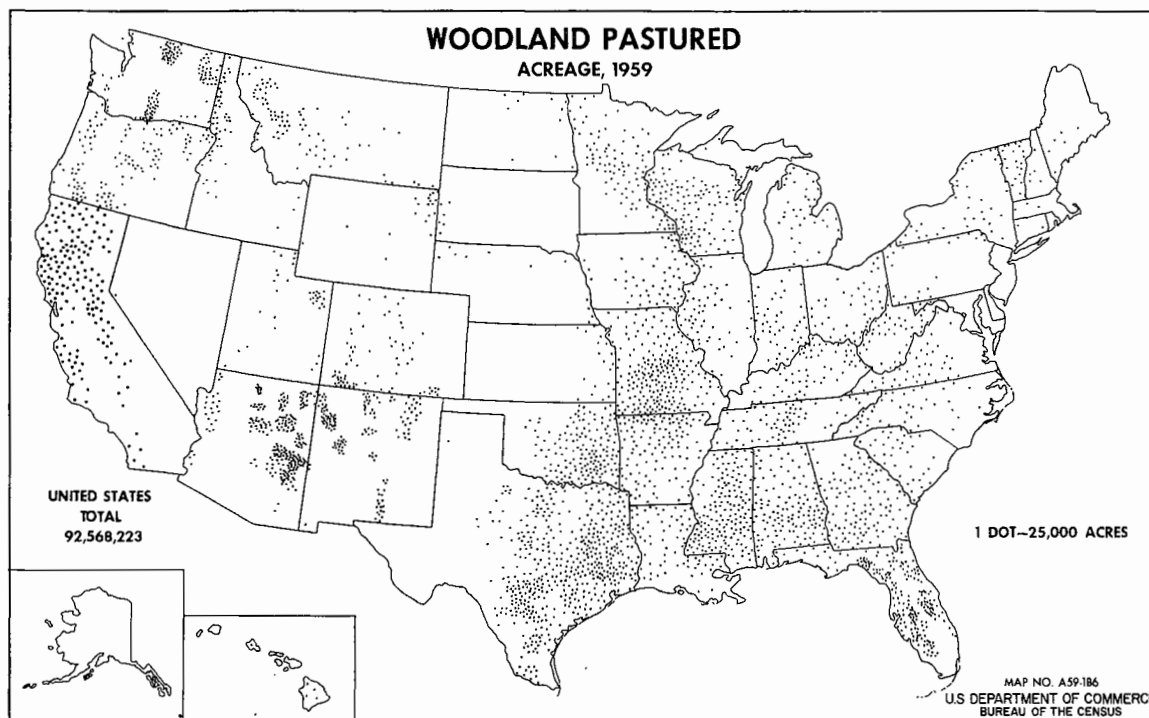 WOODLAND PASTURED
ACREAGE, 1959
UNITED STATES
TOTAL
92,568,223
1 DOT—25,000 ACRES
MAP NO. A59-1B6
U.S DEPARTMENT OF COMMERC
BUREAU OF THE CENSUS